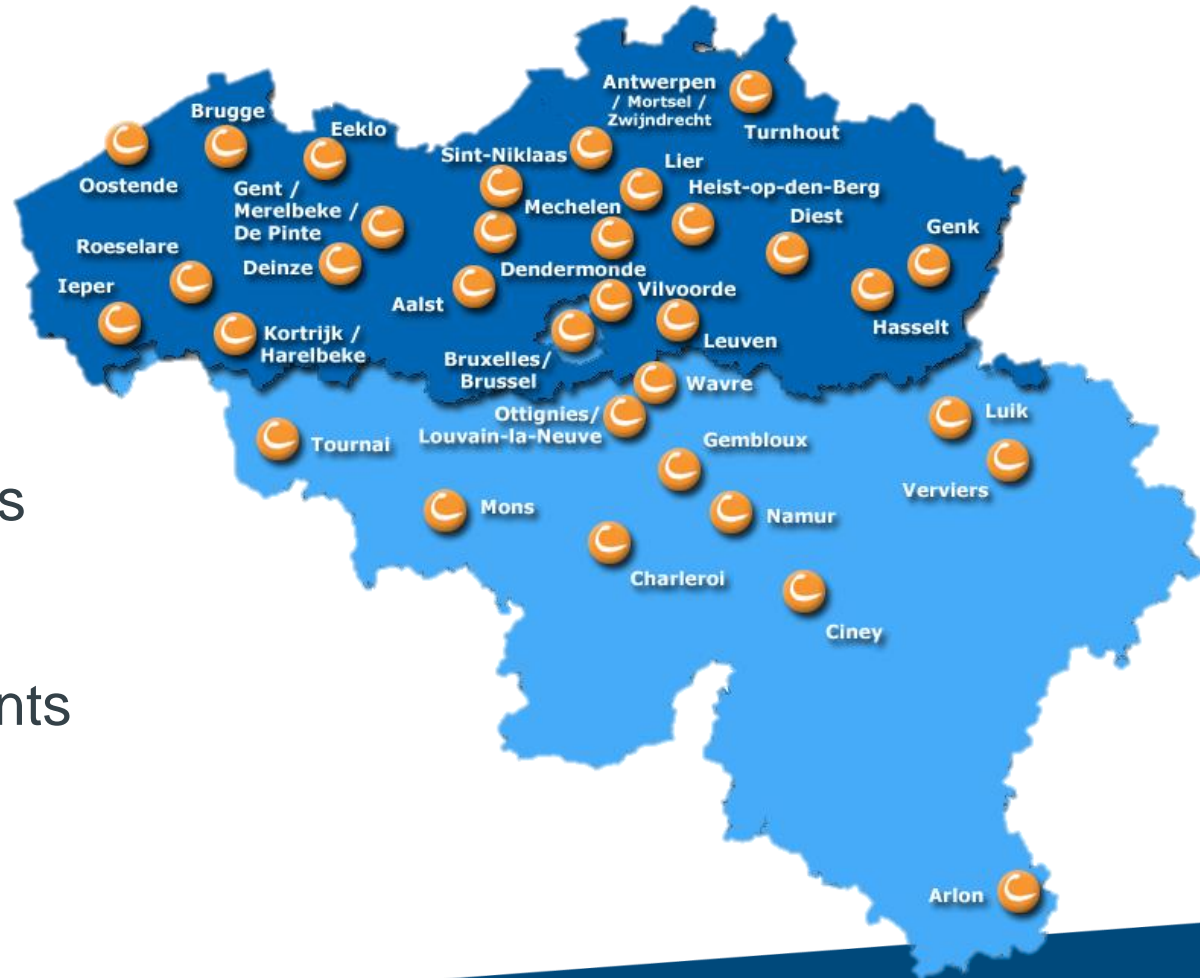 Antwerpen
/ Mortsel /
Zwijndrecht
Turnhout
Brugge
Eeklo
Oostende
Sint-Niklaas
Lier
Gent /
Merelbeke /
De Pinte
Mechelen
Heist-op-den-Berg
Diest
Genk
Roeselare
Deinze
Dendermonde
Ieper
Aalst
Vilvoorde
Hasselt
Kortrijk /
Harelbeke
Leuven
Bruxelles/
Brussel
Wavre
Ottignies/
Louvain-la-Neuve
Luik
Tournai
Gembloux
Verviers
s
Mons
Namur
Charleroi
Ciney
nts
Arlon